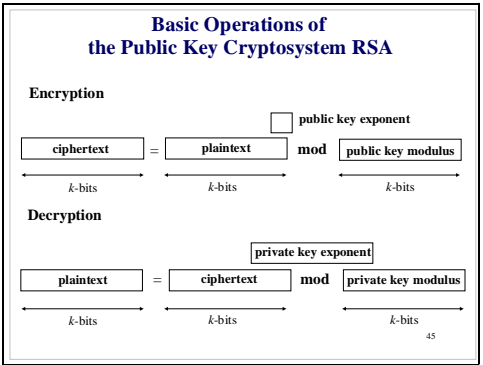 Basic Operations of
the Public Key Cryptosystem RSA
Encryption
public key exponent
ciphertext = plaintext mod public key modulus
k-bits k-bits k-bits
Decryption
private key exponent
plaintext = ciphertext mod private key modulus
k-bits k-bits k-bits
45